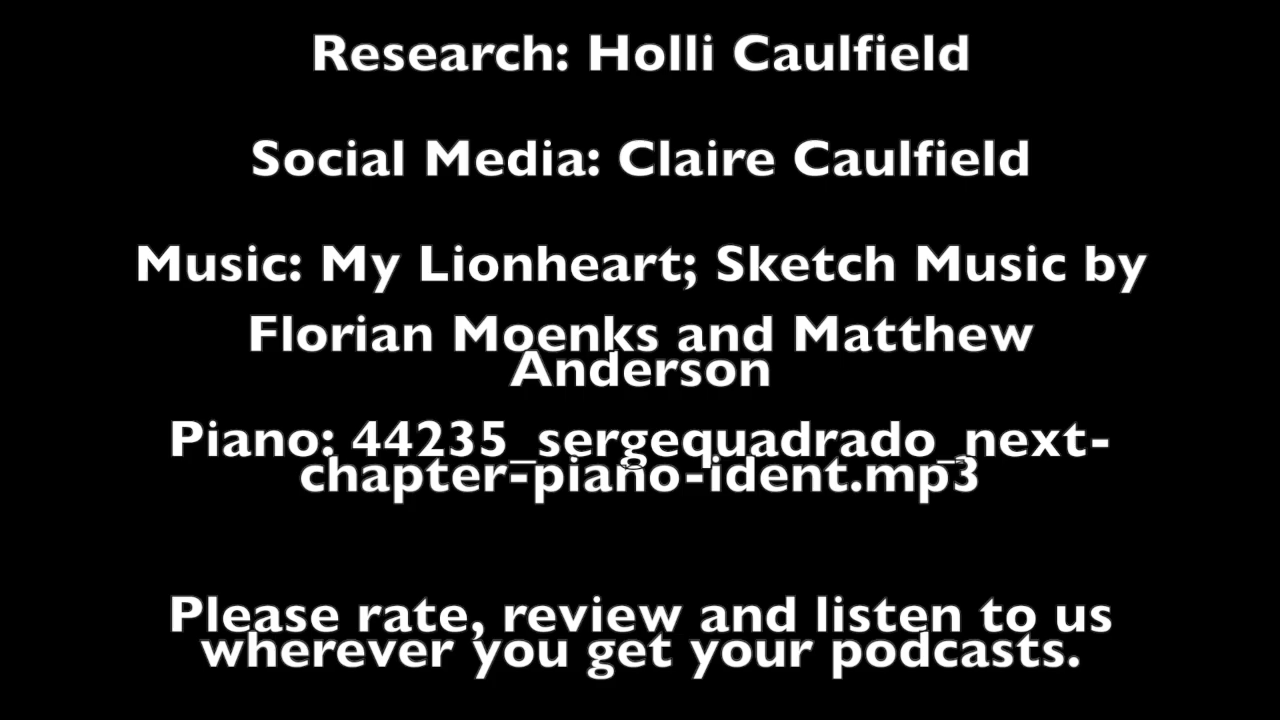 Research: Holli Caulfield
Social Media: Claire Caulfield
Music: My Lionheart; Sketch Music by
Florian Moenks and Matthew
Anderson
Piano: 44235_sergequadrado_next-
chapter-piano-ident.mp3
Please rate, review and listen to us
wherever you get your podcasts.